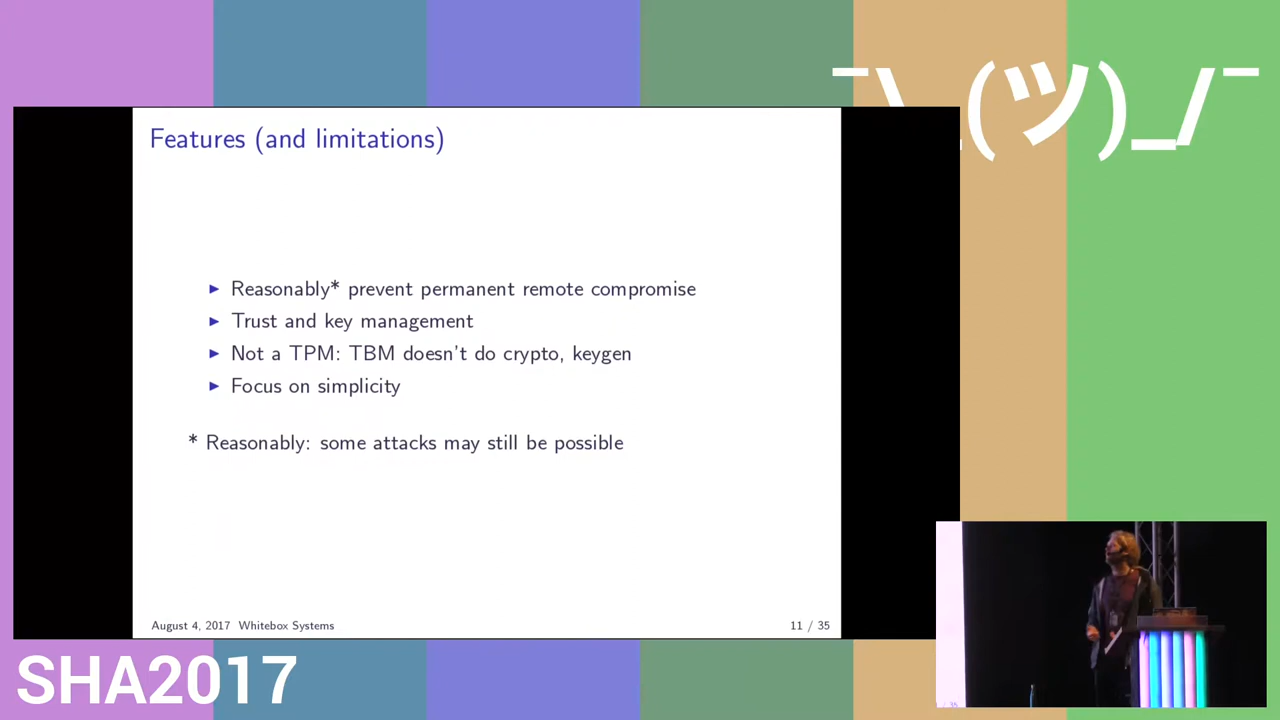 ¯\_(ツ)_/¯
Features (and limitations)
Reasonably* prevent permanent remote compromise
Trust and key management
Not a TPM: TBM doesn't do crypto, keygen
Focus on simplicity
* Reasonably: some attacks may still be possible
August 4, 2017 Whitebox Systems
11 / 35
SHA2017